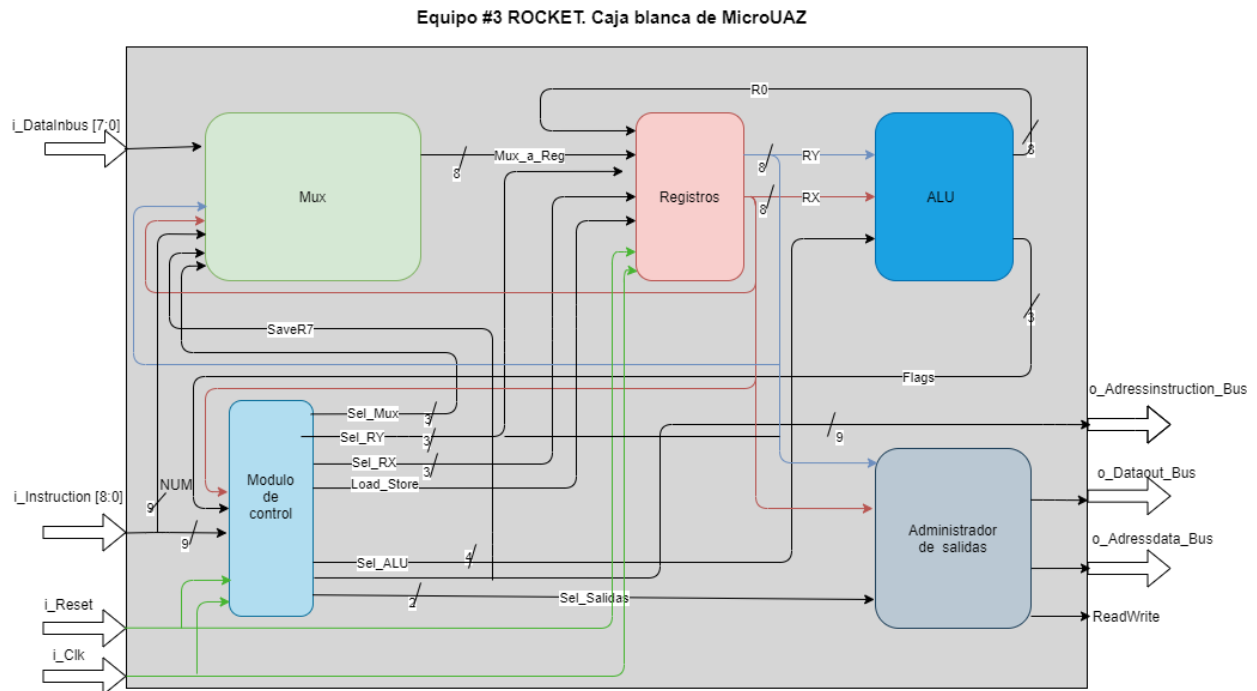 Equipo #3 ROCKET. Caja blanca de MicroUAZ
i_DataInbus [7:0]
Mux
8
Mux_a_Reg
R0
Registros
8
RY
8
RX
ALU
8
3
SaveR7
Flags
Sel_Mux
3
Sel_RY
3
Sel_RX
3
Load_Store
9
o_Adressinstruction_Bus
i_Instruction [8:0]
NUM
9
9
Modulo
de
control
Sel_ALU
4
2
Sel_Salidas
Administrador
de salidas
o_Dataout_Bus
o_Adressdata_Bus
ReadWrite
i_Reset
i_Clk